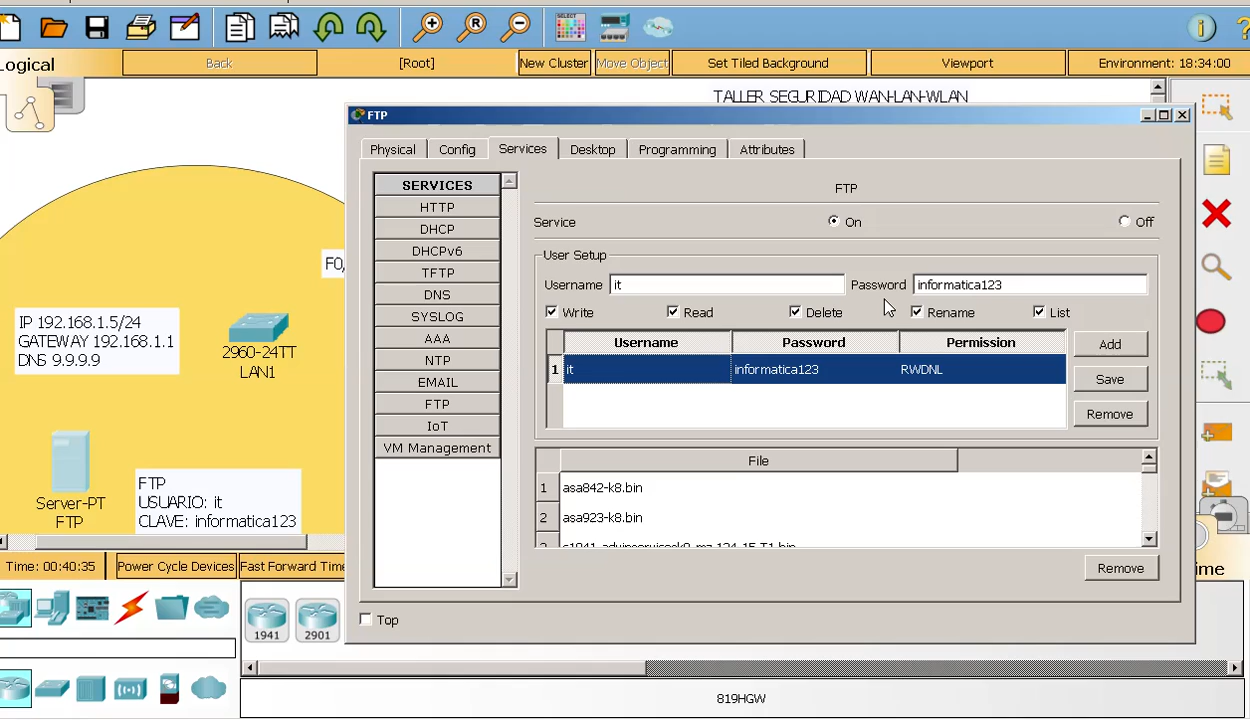 Logical
Back
[Root]
New Cluster
Move Object
Set Tiled Background
Viewport
Environment: 18:34:00
TALLER SEGURIDAD WAN-LAN-WLAN
FTP
Physical
Config
Services
Desktop
Programming
Attributes
SERVICES
HTTP
DHCP
DHCPv6
TFTP
DNS
SYSLOG
AAA
NTP
EMAIL
FTP
IoT
VM Management
FTP
Service
On
Off
User Setup
Username
it
Password
informatica123
Write
Read
Delete
Rename
List
Username
Password
Permission
1
it
informatica123
RWDNL
Add
Save
Remove
File
1
asa842-k8.bin
2
asa923-k8.bin
Remove
Top
F0,
IP 192.168.1.5/24
GATEWAY 192.168.1.1
DNS 9.9.9.9
2960-24TT
LAN1
Server-PT
FTP
FTP
USUARIO: it
CLAVE: informatica123
Time: 00:40:35
Power Cycle Devices
Fast Forward Time
1941
2901
819HGW